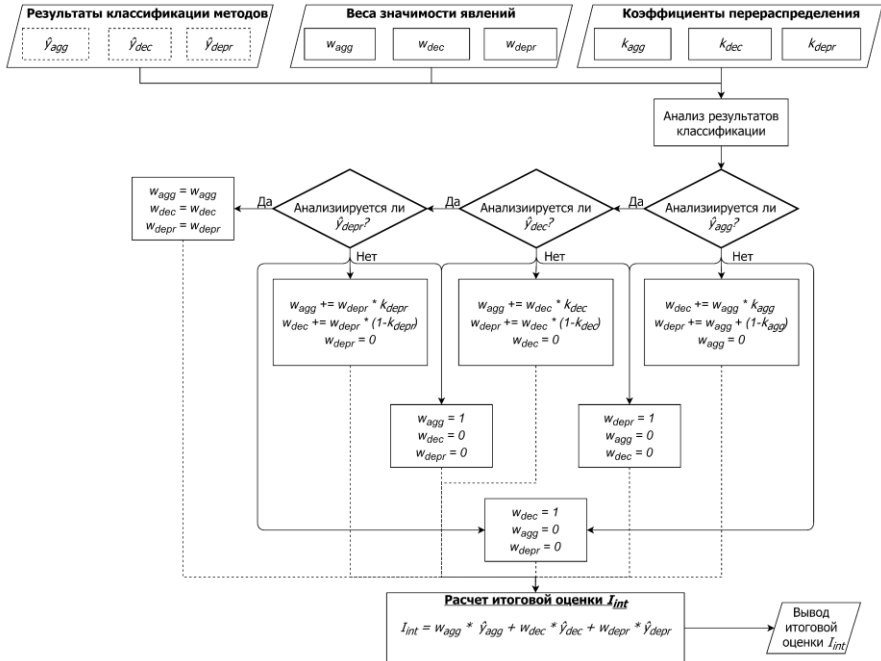 Результаты классификации методов
ŷagg ŷdec ŷdepr
Веса значимости явлений
wagg wdec wdepr
Коэффициенты перераспределения
kagg kdec kdepr
Анализ результатов
классификации
Анализиируется ли
ŷagg?
Да
Нет
Анализиируется ли
ŷdec?
Да
Нет
Анализиируется ли
ŷdepr?
Да
Нет
wagg = wagg
wdec = wdec
wdepr = wdepr
wagg += wdepr * kdepr
wdec += wdepr * (1-kdepr)
wdepr = 0
wagg += wdec * kdec
wdepr += wdec * (1-kdec)
wdec = 0
wdec += wagg * kagg
wdepr += wagg + (1-kagg)
wagg = 0
wagg = 1
wdec = 0
wdepr = 0
wdepr = 1
wagg = 0
wdec = 0
wdec = 1
wagg = 0
wdepr = 0
Расчет итоговой оценки Iint
Iint = wagg * ŷagg + wdec * ŷdec + wdepr * ŷdepr
Вывод
итоговой
оценки Iint